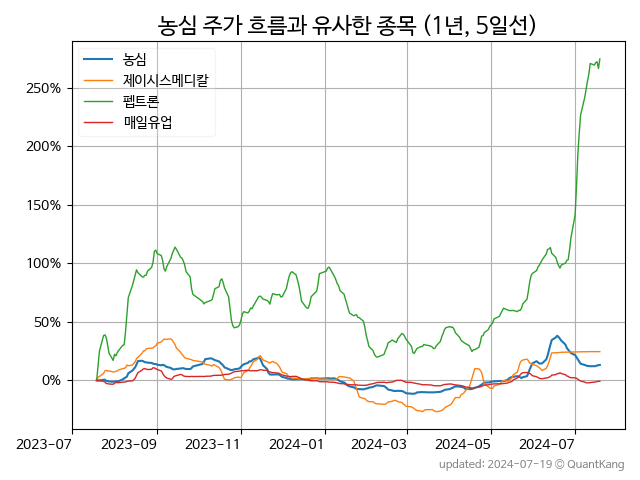 농심 주가 흐름과 유사한 종목 (1년, 5일선)
농심
제이시스메디칼
펩트론
매일유업
250%
200%
150%
100%
50%
0%
2023-07 2023-09 2023-11 2024-01 2024-03 2024-05 2024-07
updated: 2024-07-19 © QuantKang